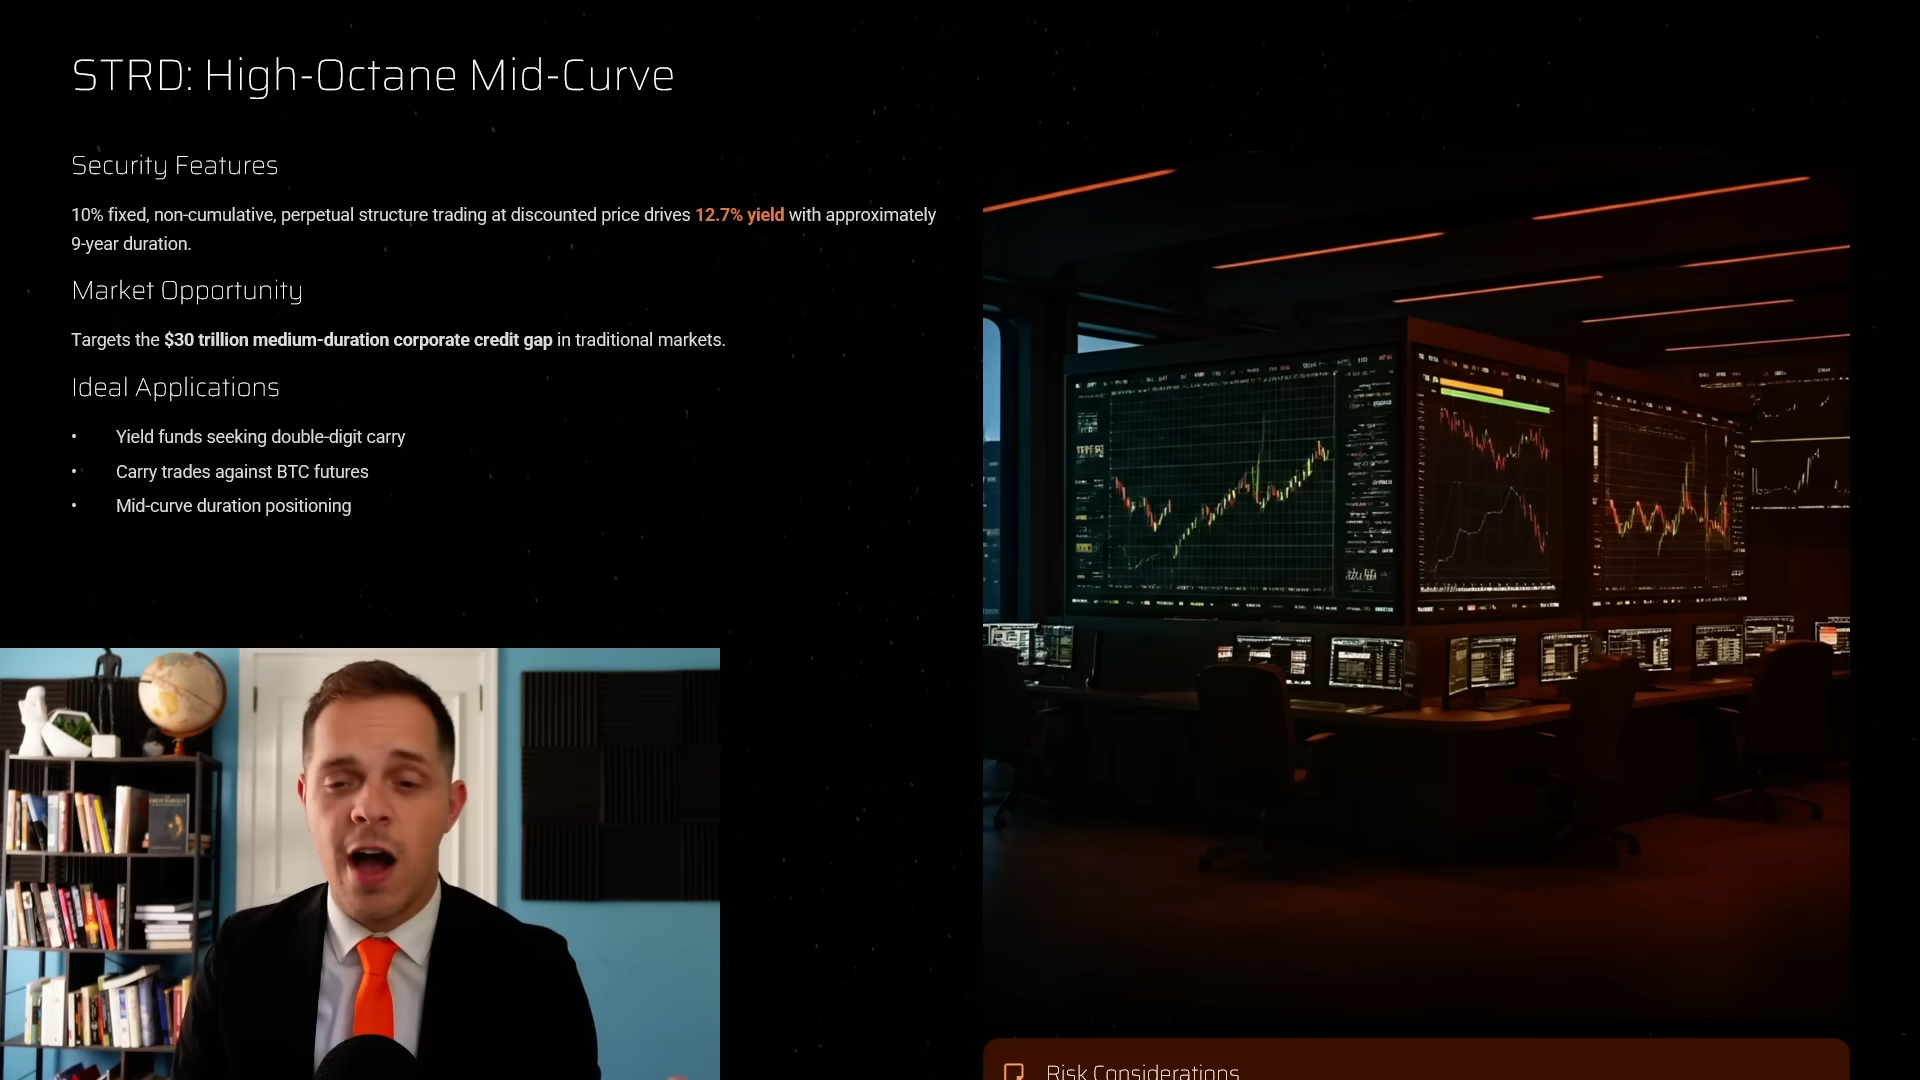 STRD: High-Octane Mid-Curve
Security Features
10% fixed, non-cumulative, perpetual structure trading at discounted price drives 12.7% yield with approximately
9-year duration.
Market Opportunity
Targets the $30 trillion medium-duration corporate credit gap in traditional markets.
Ideal Applications
• Yield funds seeking double-digit carry
• Carry trades against BTC futures
• Mid-curve duration positioning
Risk Considerations